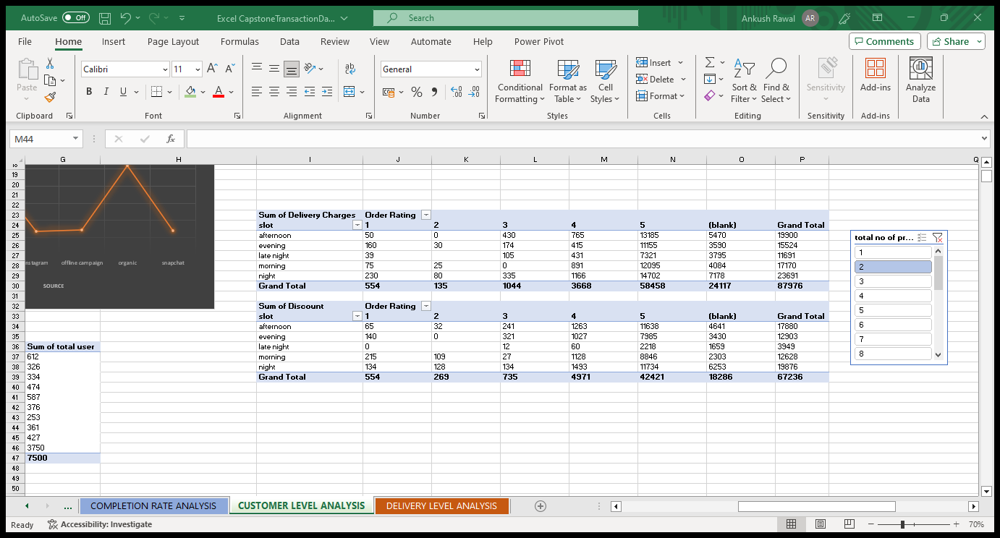 AutoSave Off Excel CapstoneTransactionDa... Search Ankush Rawal AR
File Home Insert Page Layout Formulas Data Review View Automate Help Power Pivot Comments Share
Paste
Clipboard
Calibri 11
B I U
Font
ab
Alignment
General
% 9
Number
Conditional Formatting
Format as Table
Cell Styles
Styles
Insert
Delete
Format
Cells
Sort & Filter
Find & Select
Editing
Sensitivity
Sensitivity
Add-ins
Add-ins
Analyze Data
M44 fx
G H I J K L M N O P Q
18
19
20
21
22
23 Sum of Delivery Charges Order Rating
24 slot 1 2 3 4 5 (blank) Grand Total
25 afternoon 50 0 430 765 13185 5470 19900
26 evening 160 30 174 415 11155 3590 15524
27 late night 39 105 431 7321 3795 11691
28 morning 75 25 0 891 12095 4084 17170
29 night 230 80 335 1166 14702 7178 23691
30 Grand Total 554 135 1044 3668 58458 24117 87976
31
32 Sum of Discount Order Rating
33 slot 1 2 3 4 5 (blank) Grand Total
34 afternoon 65 32 241 1263 11638 4641 17880
35 evening 140 0 321 1027 7985 3430 12903
36 Sum of total user late night 0 12 60 2218 1659 3949
37 612 morning 215 109 27 1128 8846 2303 12628
38 326 night 134 128 134 1493 11734 6253 19876
39 334 Grand Total 554 269 735 4971 42421 18286 67236
40 474
41 587
42 376
43 253
44 361
45 427
46 3750
47 7500
48
49
50
nstagram offline campaign organic snapchat
SOURCE
total no of pr...
1
2
3
4
5
6
7
8
... COMPLETION RATE ANALYSIS CUSTOMER LEVEL ANALYSIS DELIVERY LEVEL ANALYSIS
Ready Accessibility: Investigate 70%